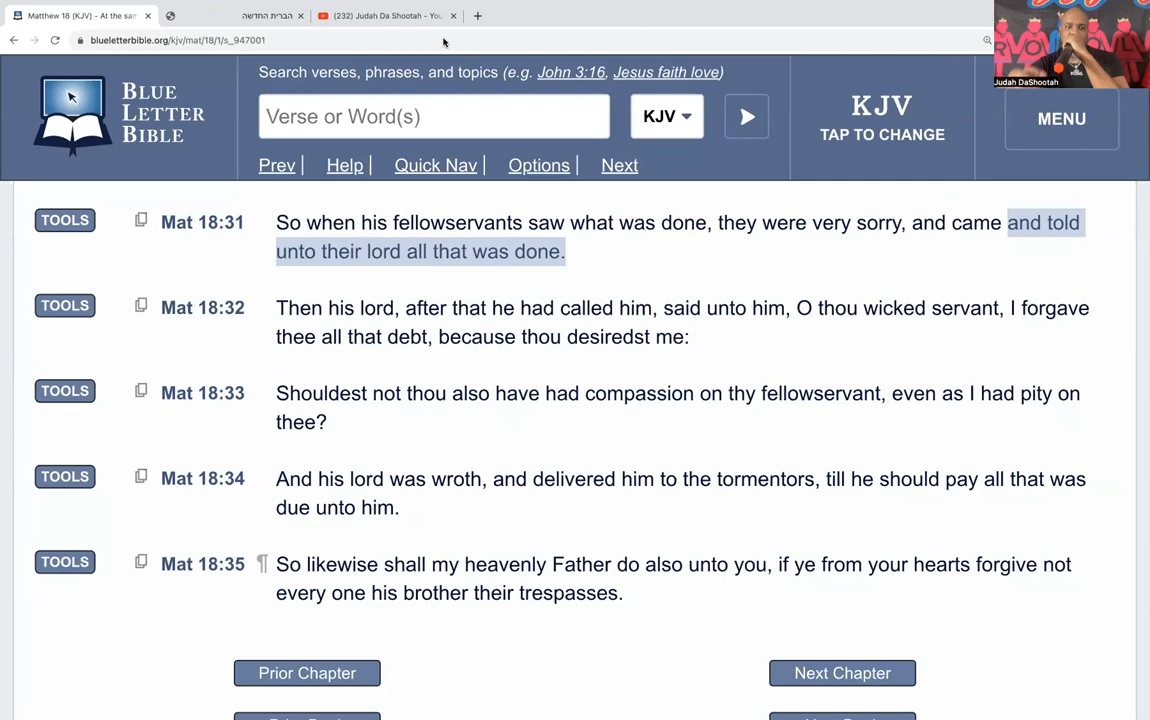 Matthew 18 (KJV) - At the sam
הברית החדשה
(232) Judah Da Shootah - You
blueletterbible.org/kjv/mat/18/1/s_947001
Judah DaShootah
BLUE
LETTER
BIBLE
Search verses, phrases, and topics (e.g. John 3:16, Jesus faith love)
Verse or Word(s)
KJV
KJV
TAP TO CHANGE
MENU
Prev | Help | Quick Nav | Options | Next
TOOLS Mat 18:31 So when his fellowservants saw what was done, they were very sorry, and came and told
unto their lord all that was done.
TOOLS Mat 18:32 Then his lord, after that he had called him, said unto him, O thou wicked servant, I forgave
thee all that debt, because thou desiredst me:
TOOLS Mat 18:33 Shouldest not thou also have had compassion on thy fellowservant, even as I had pity on
thee?
TOOLS Mat 18:34 And his lord was wroth, and delivered him to the tormentors, till he should pay all that was
due unto him.
TOOLS Mat 18:35 ¶ So likewise shall my heavenly Father do also unto you, if ye from your hearts forgive not
every one his brother their trespasses.
Prior Chapter Next Chapter